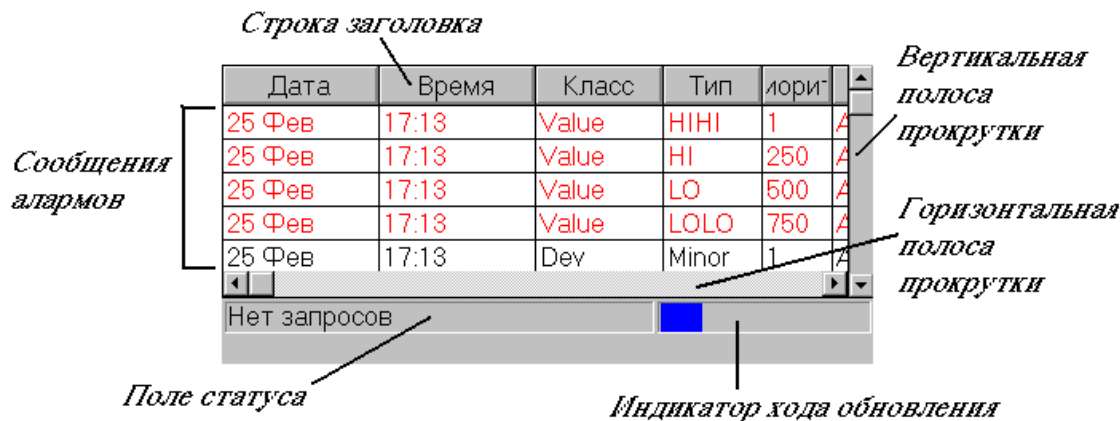 Строка заголовка
Вертикальная
полоса
прокрутки
Дата Время Класс Тип иорит
25 Фев 17:13 Value HIHI 1 A
25 Фев 17:13 Value HI 250 A
25 Фев 17:13 Value LO 500 A
25 Фев 17:13 Value LOLO 750 A
25 Фев 17:13 Dev Minor 1 A
Сообщения
алармов
Горизонтальная
полоса
прокрутки
Нет запросов
Поле статуса
Индикатор хода обновления